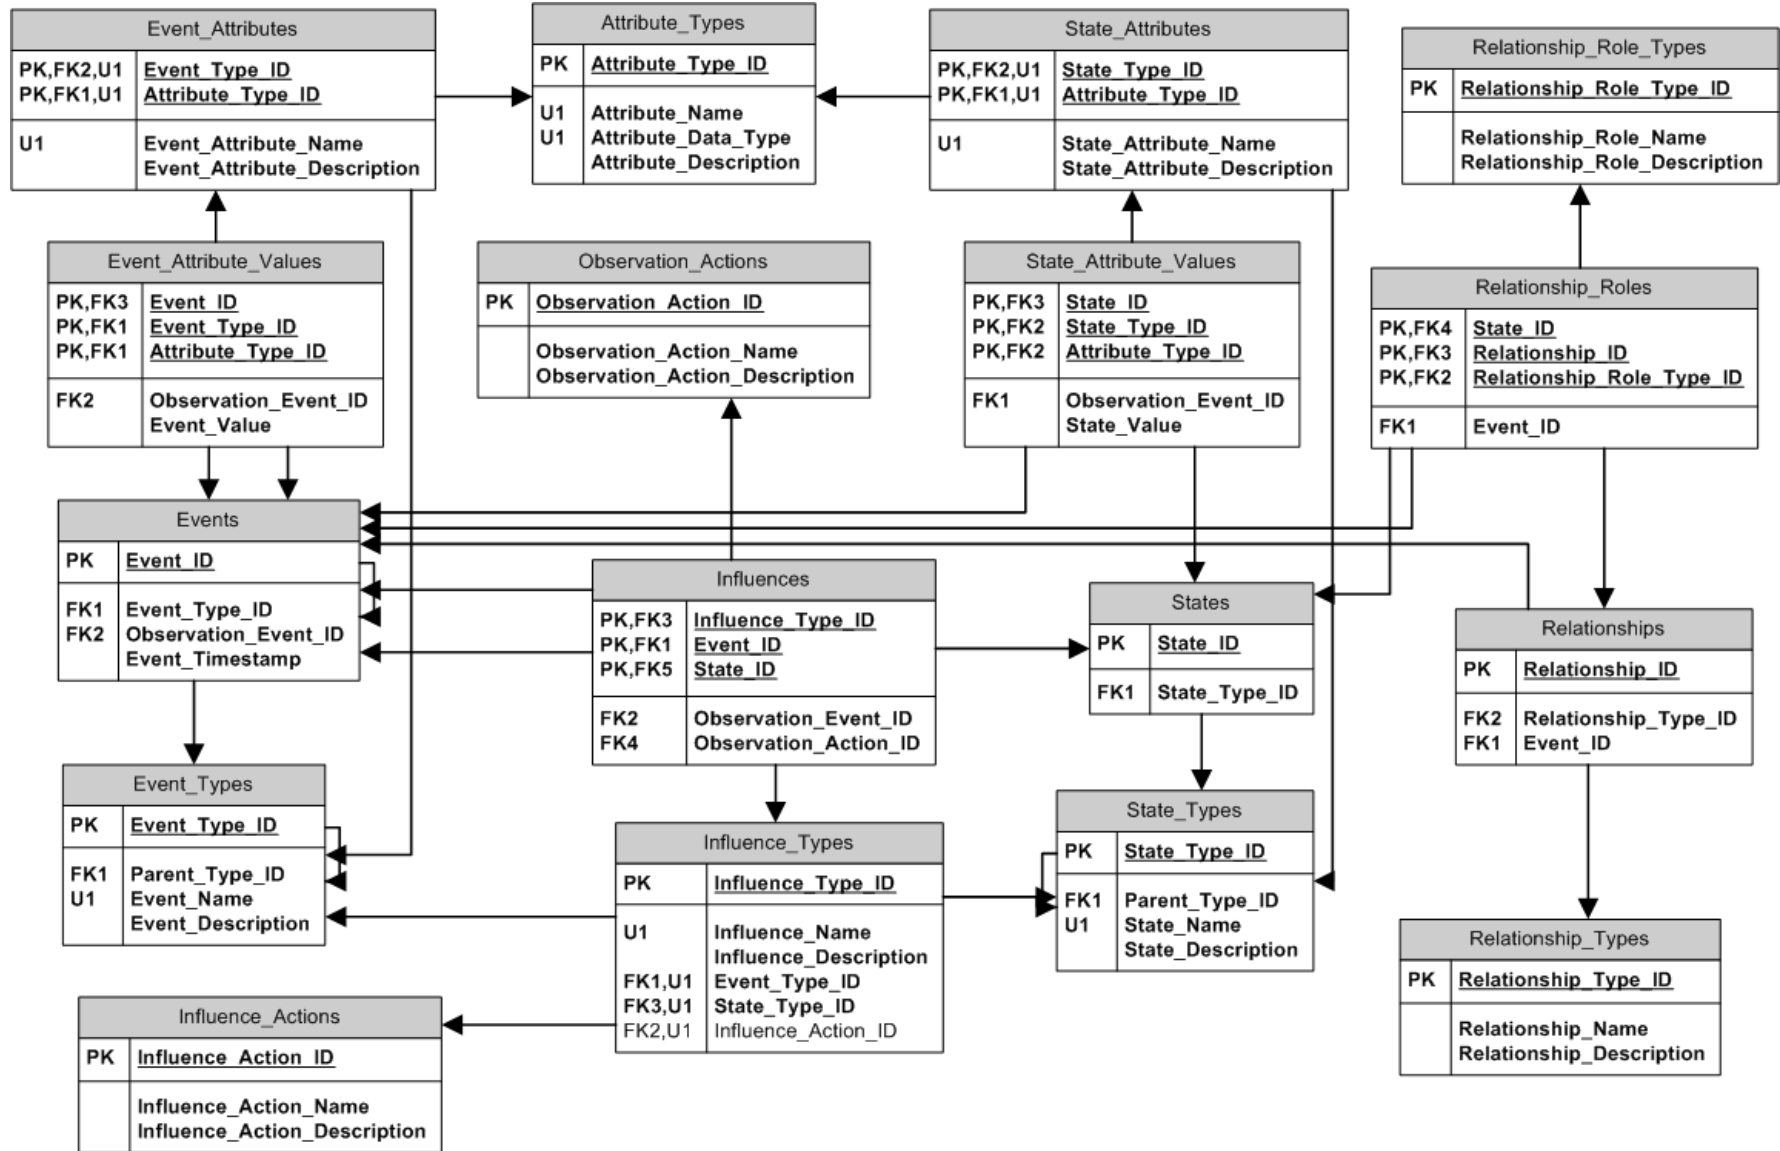 Event_Attributes
PK,FK2,U1 Event_Type_ID
PK,FK1,U1 Attribute_Type_ID
U1 Event_Attribute_Name
Event_Attribute_Description
Attribute_Types
PK Attribute_Type_ID
U1 Attribute_Name
U1 Attribute_Data_Type
Attribute_Description
State_Attributes
PK,FK2,U1 State_Type_ID
PK,FK1,U1 Attribute_Type_ID
U1 State_Attribute_Name
State_Attribute_Description
Relationship_Role_Types
PK Relationship_Role_Type_ID
Relationship_Role_Name
Relationship_Role_Description
Event_Attribute_Values
PK,FK3 Event_ID
PK,FK1 Event_Type_ID
PK,FK1 Attribute_Type_ID
FK2 Observation_Event_ID
Event_Value
Observation_Actions
PK Observation_Action_ID
Observation_Action_Name
Observation_Action_Description
State_Attribute_Values
PK,FK3 State_ID
PK,FK2 State_Type_ID
PK,FK2 Attribute_Type_ID
FK1 Observation_Event_ID
State_Value
Relationship_Roles
PK,FK4 State_ID
PK,FK3 Relationship_ID
PK,FK2 Relationship_Role_Type_ID
FK1 Event_ID
Events
PK Event_ID
FK1 Event_Type_ID
FK2 Observation_Event_ID
Event_Timestamp
Influences
PK,FK3 Influence_Type_ID
PK,FK1 Event_ID
PK,FK5 State_ID
FK2 Observation_Event_ID
FK4 Observation_Action_ID
States
PK State_ID
FK1 State_Type_ID
Relationships
PK Relationship_ID
FK2 Relationship_Type_ID
FK1 Event_ID
Event_Types
PK Event_Type_ID
FK1 Parent_Type_ID
U1 Event_Name
Event_Description
Influence_Types
PK Influence_Type_ID
U1 Influence_Name
Influence_Description
FK1,U1 Event_Type_ID
FK3,U1 State_Type_ID
FK2,U1 Influence_Action_ID
State_Types
PK State_Type_ID
FK1 Parent_Type_ID
U1 State_Name
State_Description
Relationship_Types
PK Relationship_Type_ID
Relationship_Name
Relationship_Description
Influence_Actions
PK Influence_Action_ID
Influence_Action_Name
Influence_Action_Description